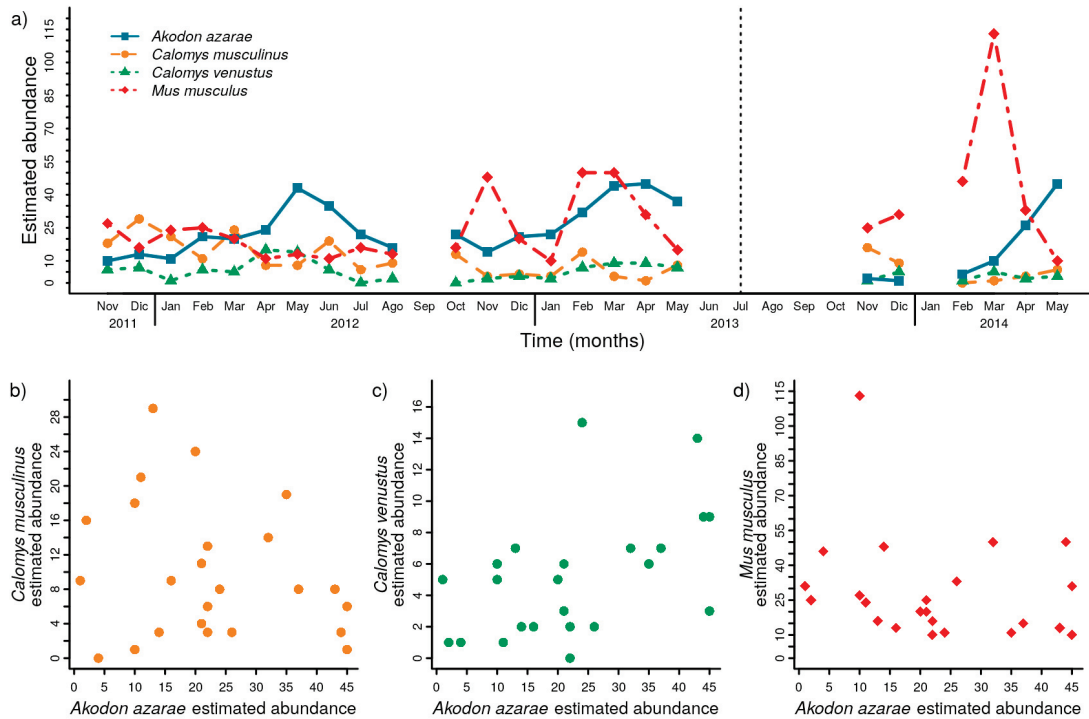 a)
Estimated abundance
0 10 25 40 55 70 85 100 115
Akodon azarae
Calomys musculinus
Calomys venustus
Mus musculus
Nov Dic Jan Feb Mar Apr May Jun Jul Ago Sep Oct Nov Dic Jan Feb Mar Apr May Jun Jul Ago Sep Oct Nov Dic Jan Feb Mar Apr May
2011 2012 2013 2014
Time (months)
b)
Calomys musculinus
estimated abundance
0 4 8 12 16 20 24 28
0 5 10 15 20 25 30 35 40 45
Akodon azarae estimated abundance
c)
Calomys venustus
estimated abundance
0 2 4 6 8 10 12 14 16
0 5 10 15 20 25 30 35 40 45
Akodon azarae estimated abundance
d)
Mus musculus
estimated abundance
0 10 25 40 55 70 85 100 115
0 5 10 15 20 25 30 35 40 45
Akodon azarae estimated abundance